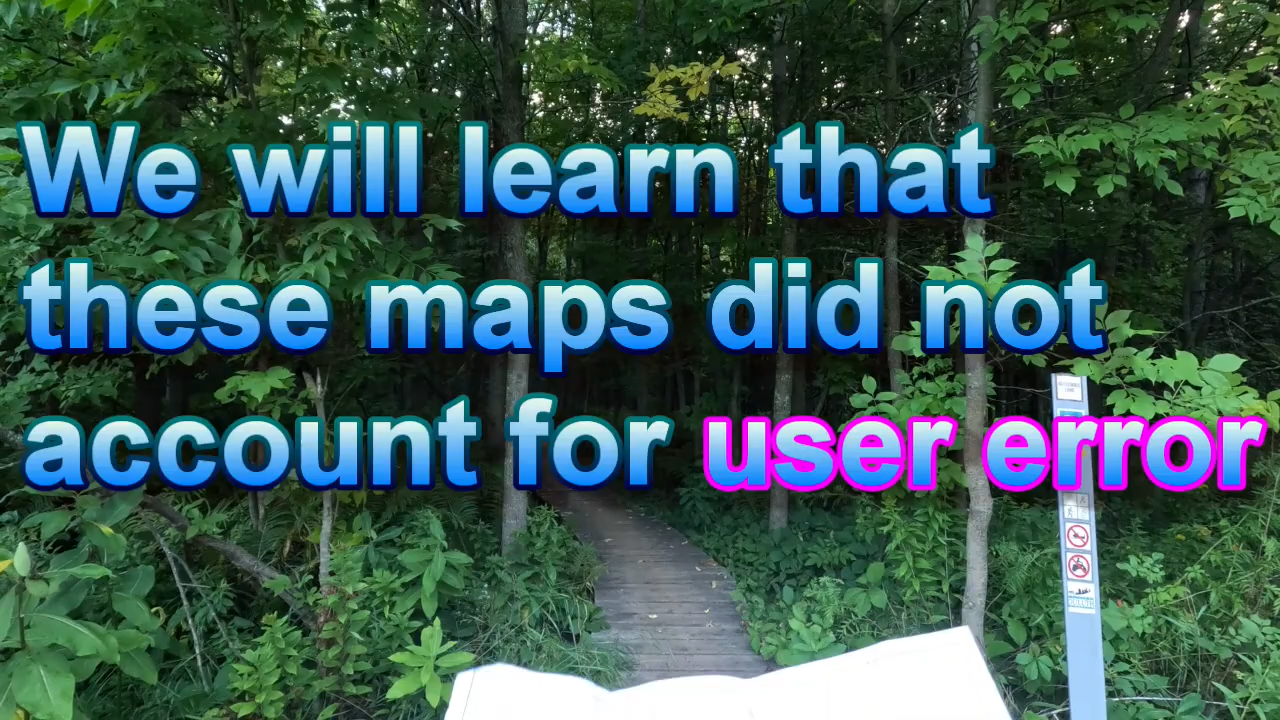 We will learn that
these maps did not
account for user error